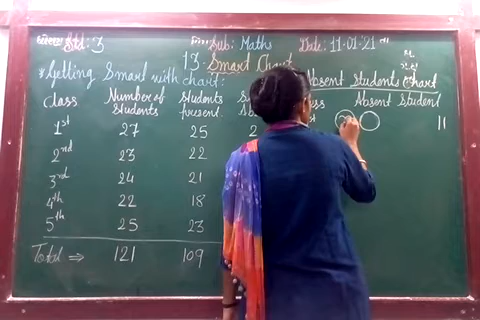 Std: 3 Sub: Maths Date: 11-01-'21
13. Smart Chart
* Getting Smart with chart:
Absent Students Chart
Class Number of Students Students present Absent Student
1st 27 25 2 11
2nd 23 22
3rd 24 21
4th 22 18
5th 25 23
Total ⇒ 121 109